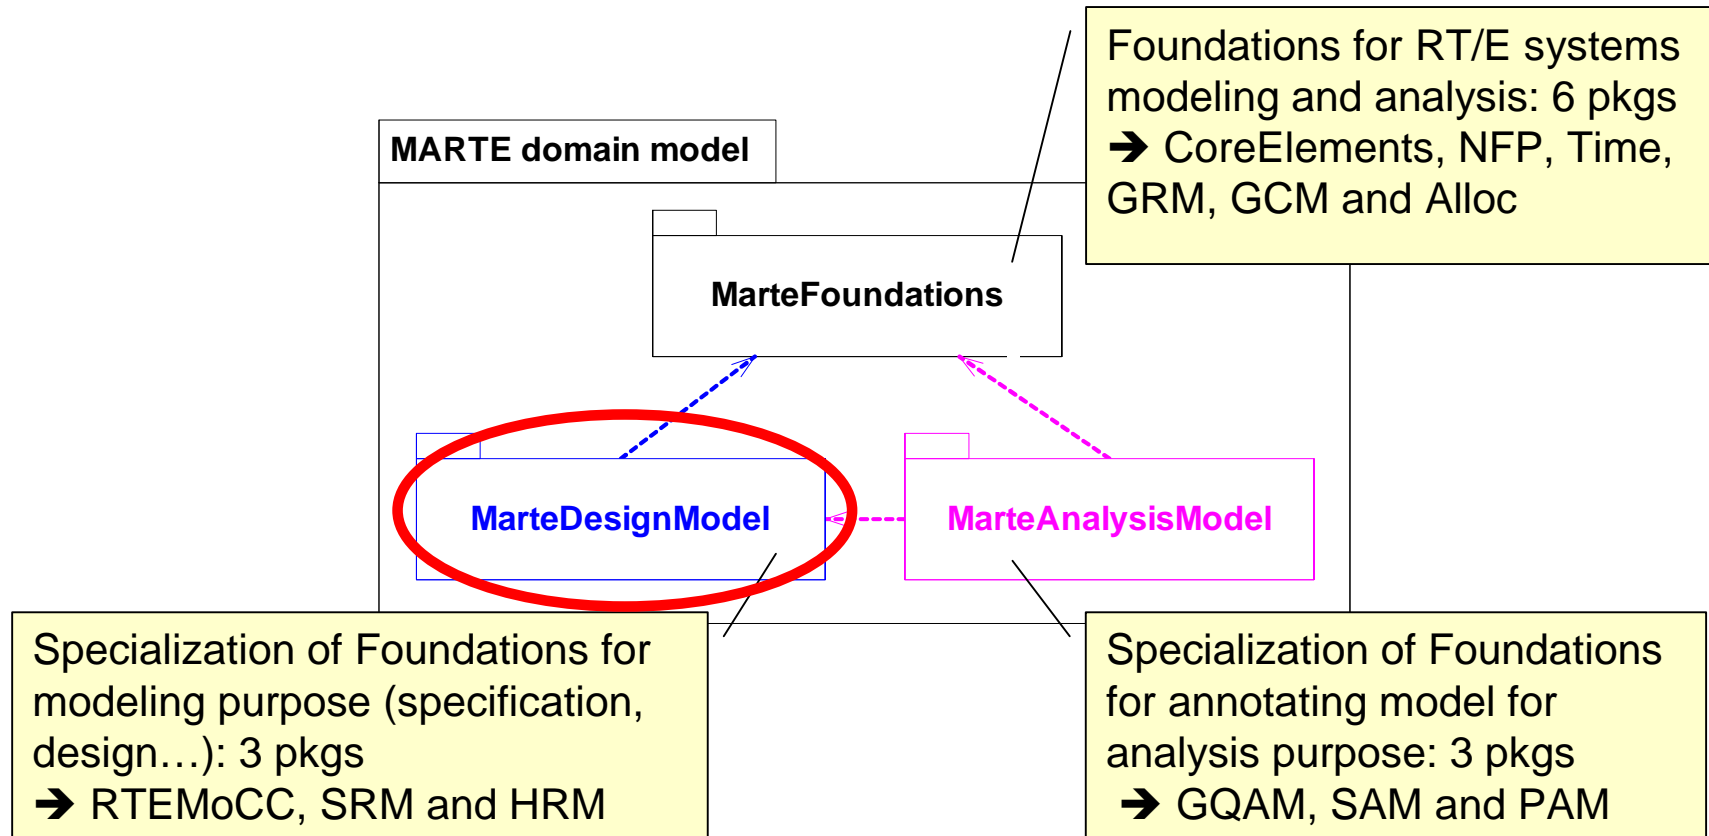 Foundations for RT/E systems
modeling and analysis: 6 pkgs
➔ CoreElements, NFP, Time,
GRM, GCM and Alloc
MARTE domain model
MarteFoundations
MarteDesignModel
MarteAnalysisModel
Specialization of Foundations for
modeling purpose (specification,
design…): 3 pkgs
➔ RTEMoCC, SRM and HRM
Specialization of Foundations
for annotating model for
analysis purpose: 3 pkgs
➔ GQAM, SAM and PAM